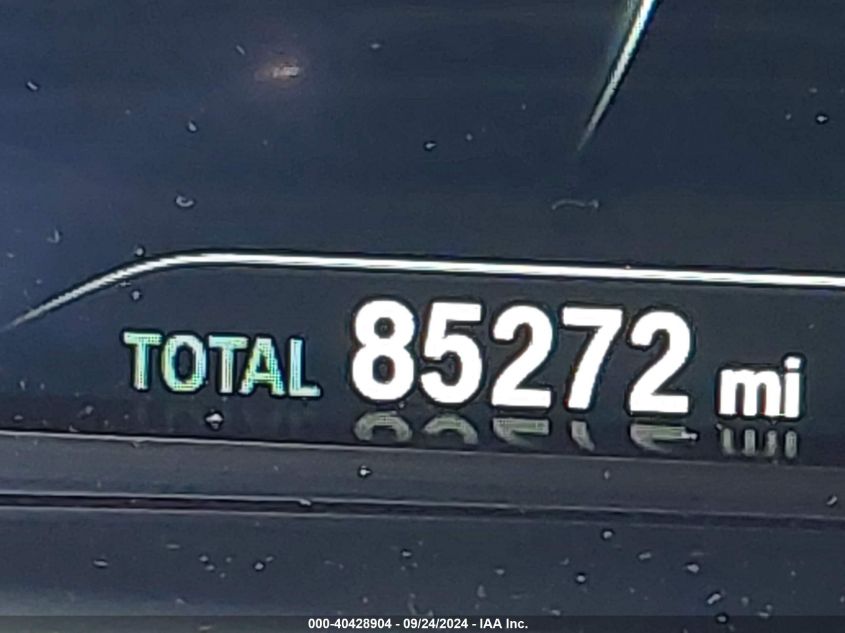 TOTAL 85272 mi
000-40428904 - 09/24/2024 - IAA Inc.